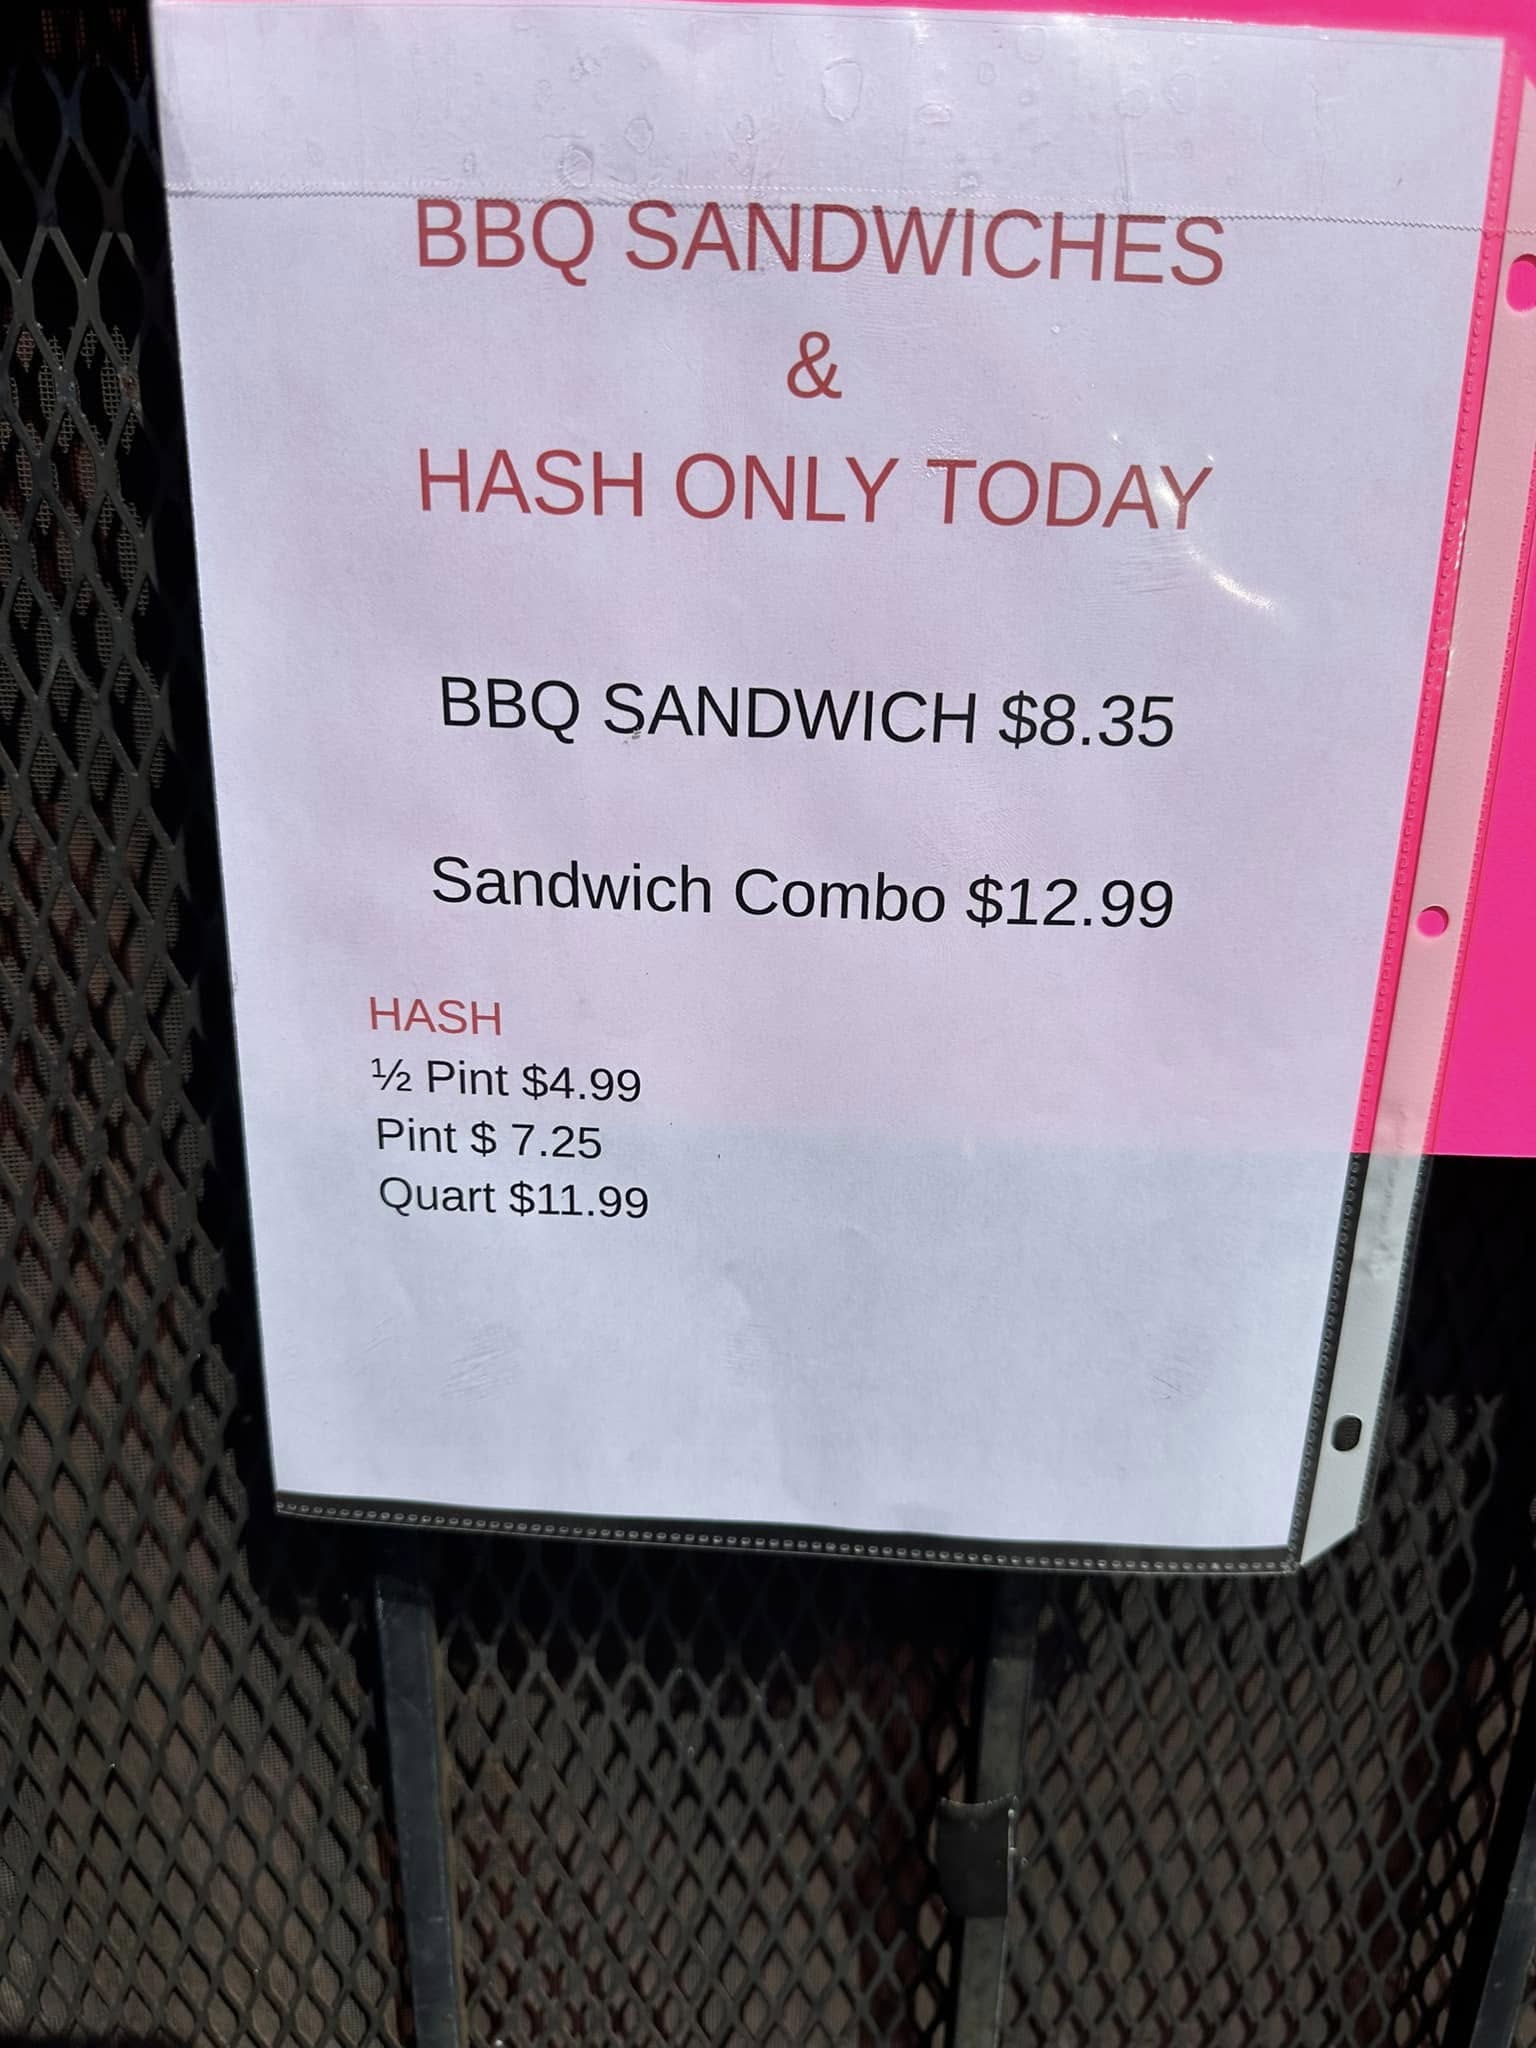 BBQ SANDWICHES
&
HASH ONLY TODAY
BBQ SANDWICH $8.35
Sandwich Combo $12.99
HASH
½ Pint $4.99
Pint $ 7.25
Quart $11.99